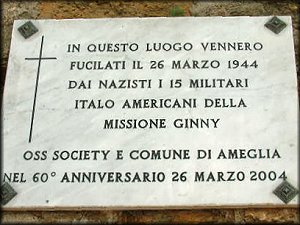 IN QUESTO LUOGO VENNERO
FUCILATI IL 26 MARZO 1944
DAI NAZISTI I 15 MILITARI
ITALO AMERICANI DELLA
MISSIONE GINNY
OSS SOCIETY E COMUNE DI AMEGLIA
NEL 60° ANNIVERSARIO 26 MARZO 2004